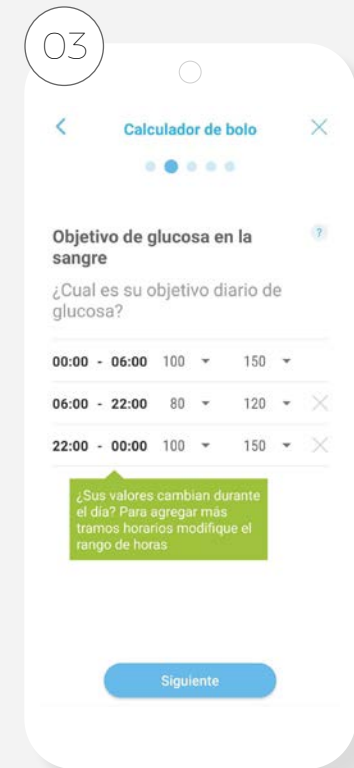 03
Calculador de bolo
Objetivo de glucosa en la
sangre
?
¿Cual es su objetivo diario de
glucosa?
00:00 - 06:00 100 150
06:00 - 22:00 80 120
22:00 - 00:00 100 150
¿Sus valores cambian durante
el día? Para agregar más
tramos horarios modifique el
rango de horas
Siguiente